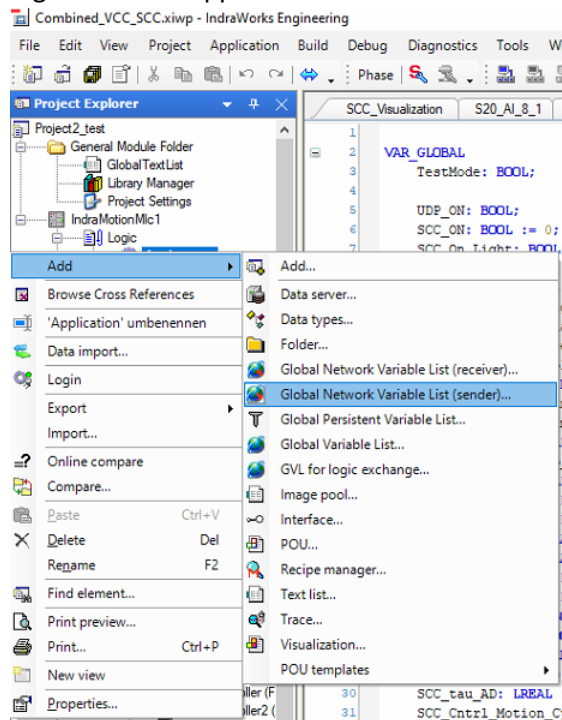 Combined_VCC_SCC.xiwp - IndraWorks Engineering
File Edit View Project Application Build Debug Diagnostics Tools
Phase
Project Explorer
SCC_Visualization S20_AI_8_1
Project2_test
General Module Folder
GlobalTextList
Library Manager
Project Settings
IndraMotionMlc1
Logic
1
2 VAR_GLOBAL
3 TestMode: BOOL;
4
5 UDP_ON: BOOL;
6 SCC_ON: BOOL := 0;
7 SCC_On_Light: BOOL
Add
Browse Cross References
'Application' umbenennen
Data import...
Login
Export
Import...
Online compare
Compare...
Paste Ctrl+V
Delete Del
Rename F2
Find element...
Print preview...
Print... Ctrl+P
New view
Properties...
Add...
Data server...
Data types...
Folder...
Global Network Variable List (receiver)...
Global Network Variable List (sender)...
Global Persistent Variable List...
Global Variable List...
GVL for logic exchange...
Image pool...
Interface...
POU...
Recipe manager...
Text list...
Trace...
Visualization...
POU templates
30 SCC_tau_AD: LREAL
31 SCC_Cntrl_Motion_C